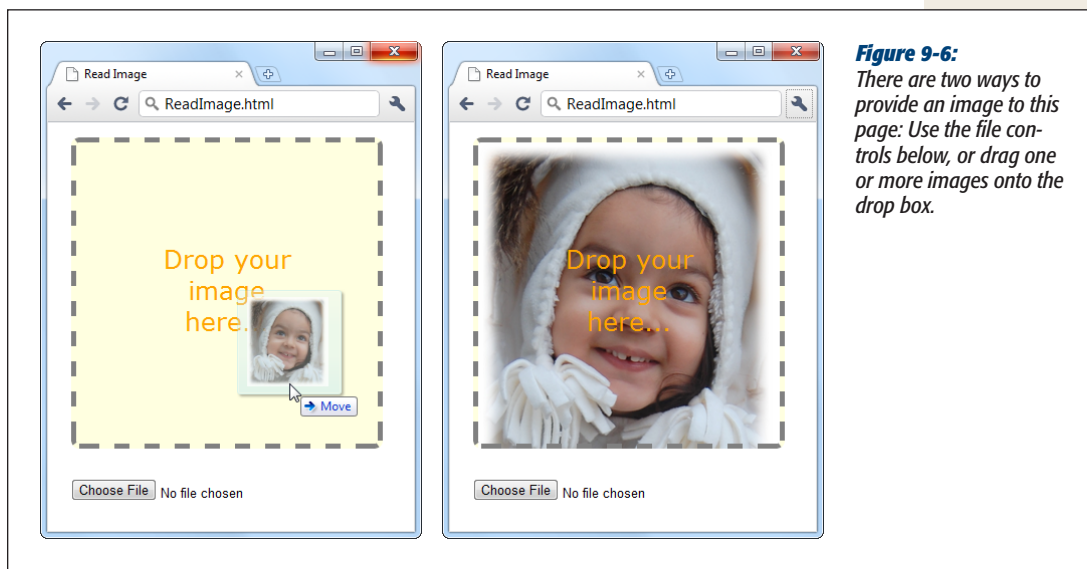 Read Image
ReadImage.html
Drop your
image
here...
Move
Choose File No file chosen
Read Image
ReadImage.html
Drop your
image
here...
Choose File No file chosen
Figure 9-6:
There are two ways to
provide an image to this
page: Use the file con-
trols below, or drag one
or more images onto the
drop box.